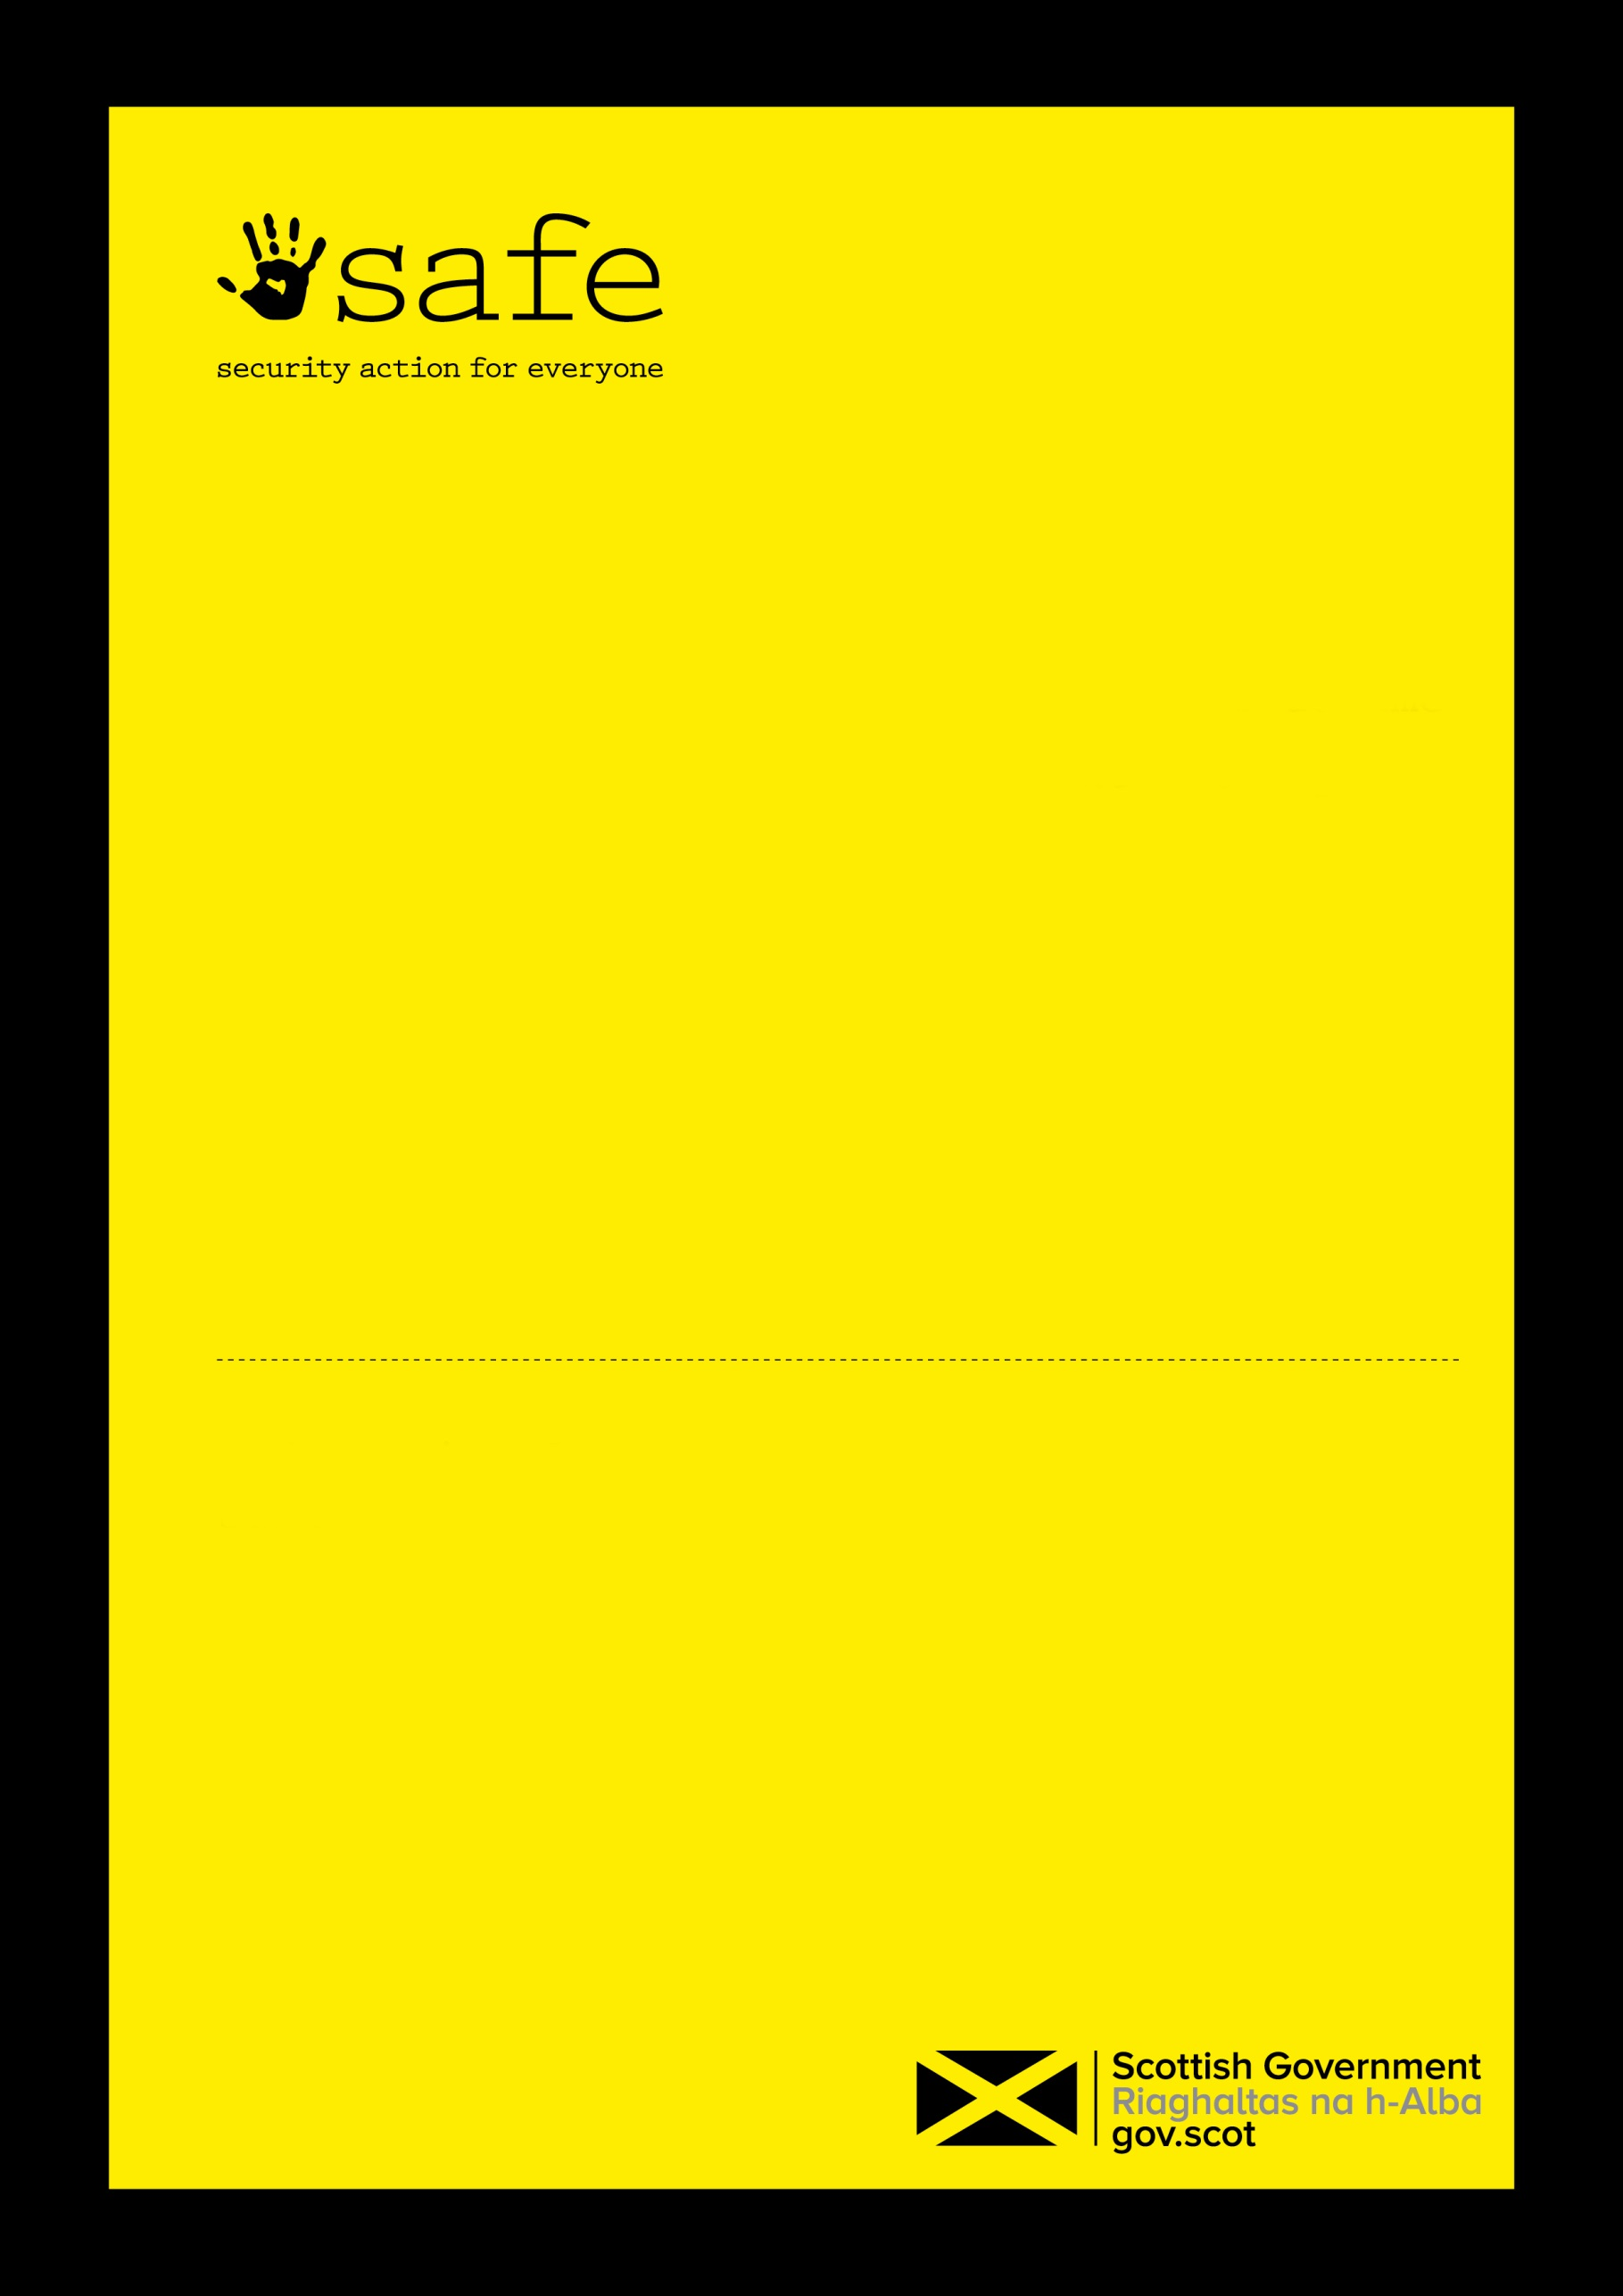 safe
security action for everyone
Scottish Government
Riaghaltas na h-Alba
gov.scot